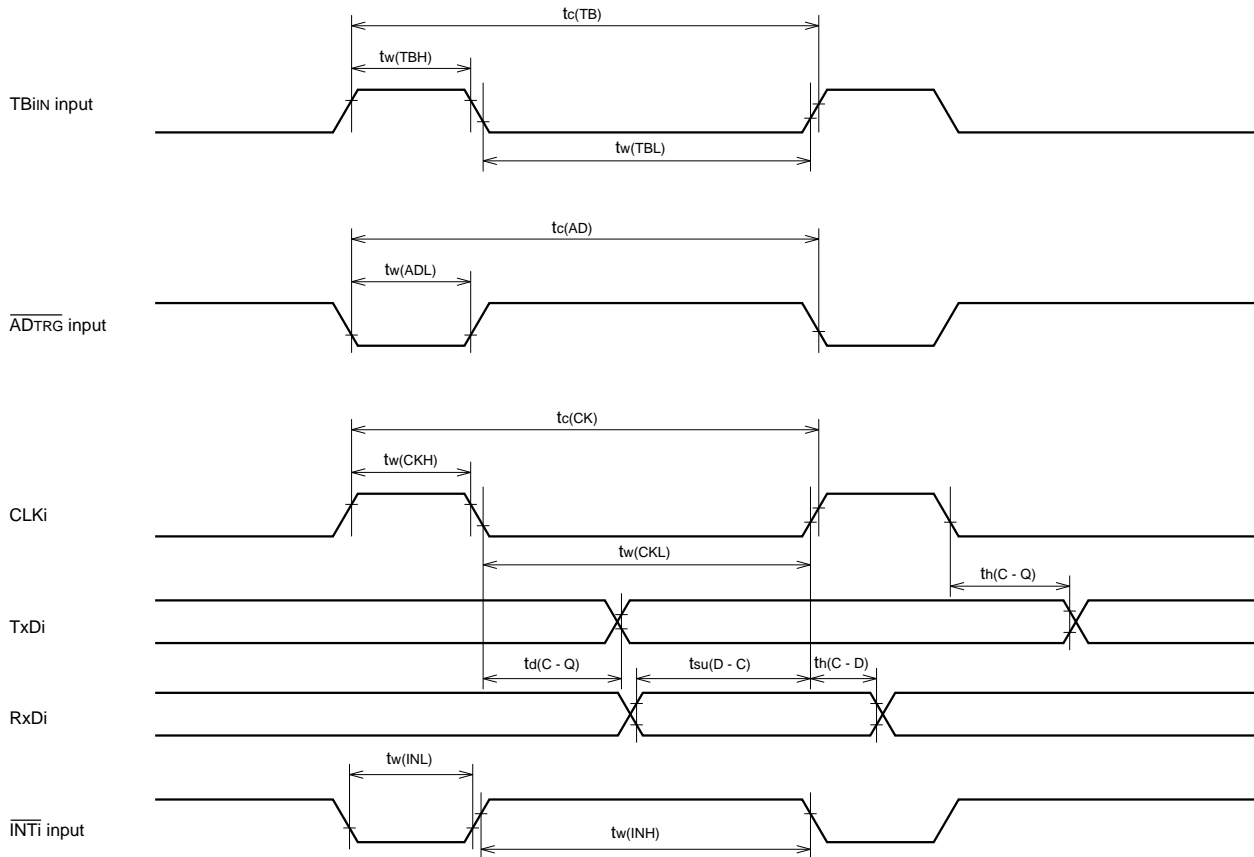 tc(TB)
tw(TBH)
TBiIN input
tw(TBL)
tc(AD)
tw(ADL)
ADTRG input
tc(CK)
tw(CKH)
CLKi
tw(CKL)
th(C - Q)
TxDi
td(C - Q) tsu(D - C) th(C - D)
RxDi
tw(INL)
INTi input
tw(INH)